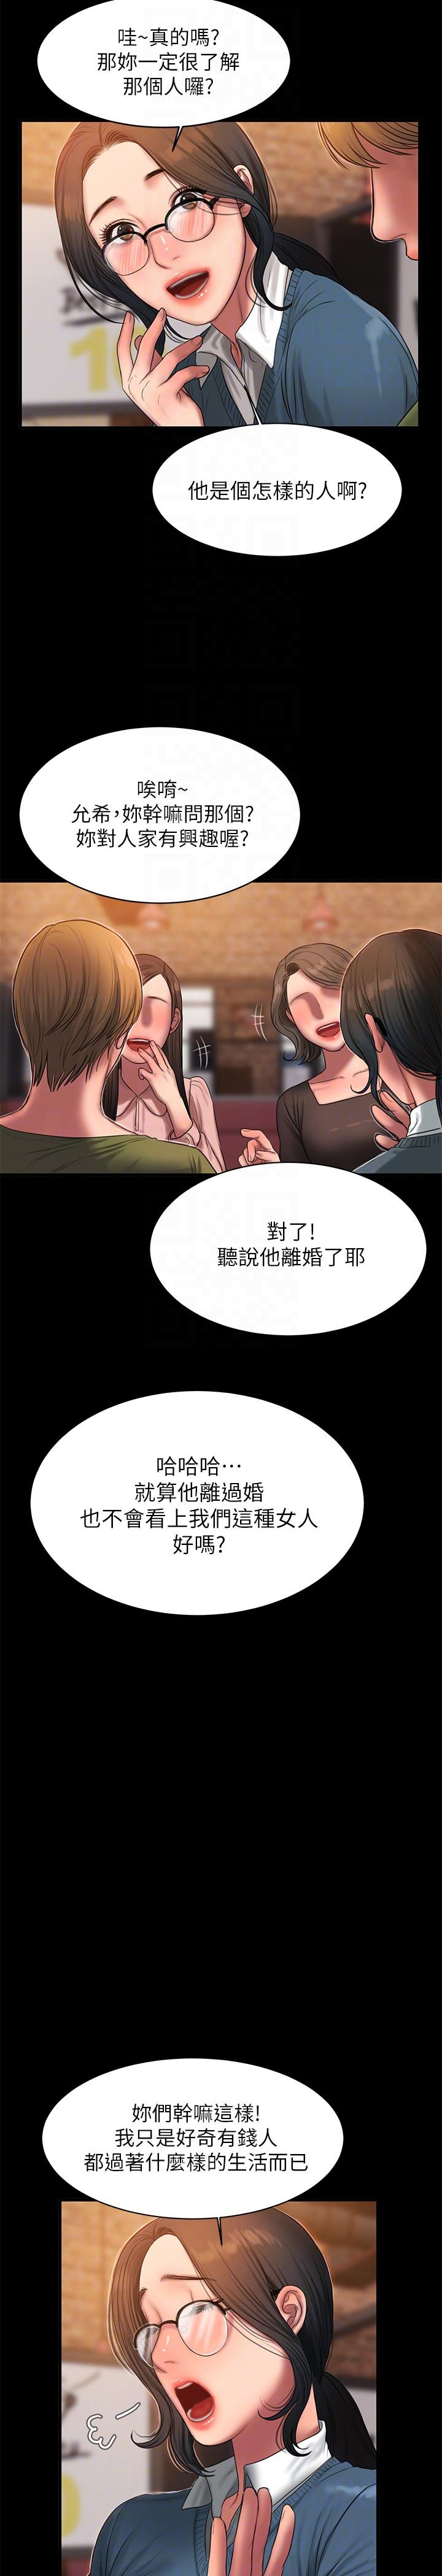 哇~真的嗎?
那妳一定很了解
那個人囉?
他是個怎樣的人啊?
唉唷~
允希,妳幹嘛問那個?
妳對人家有興趣喔?
對了!
聽說他離婚了耶
哈哈哈…
就算他離過婚
也不會看上我們這種女人
好嗎?
妳們幹嘛這樣!
我只是好奇有錢人
都過著什麼樣的生活而已